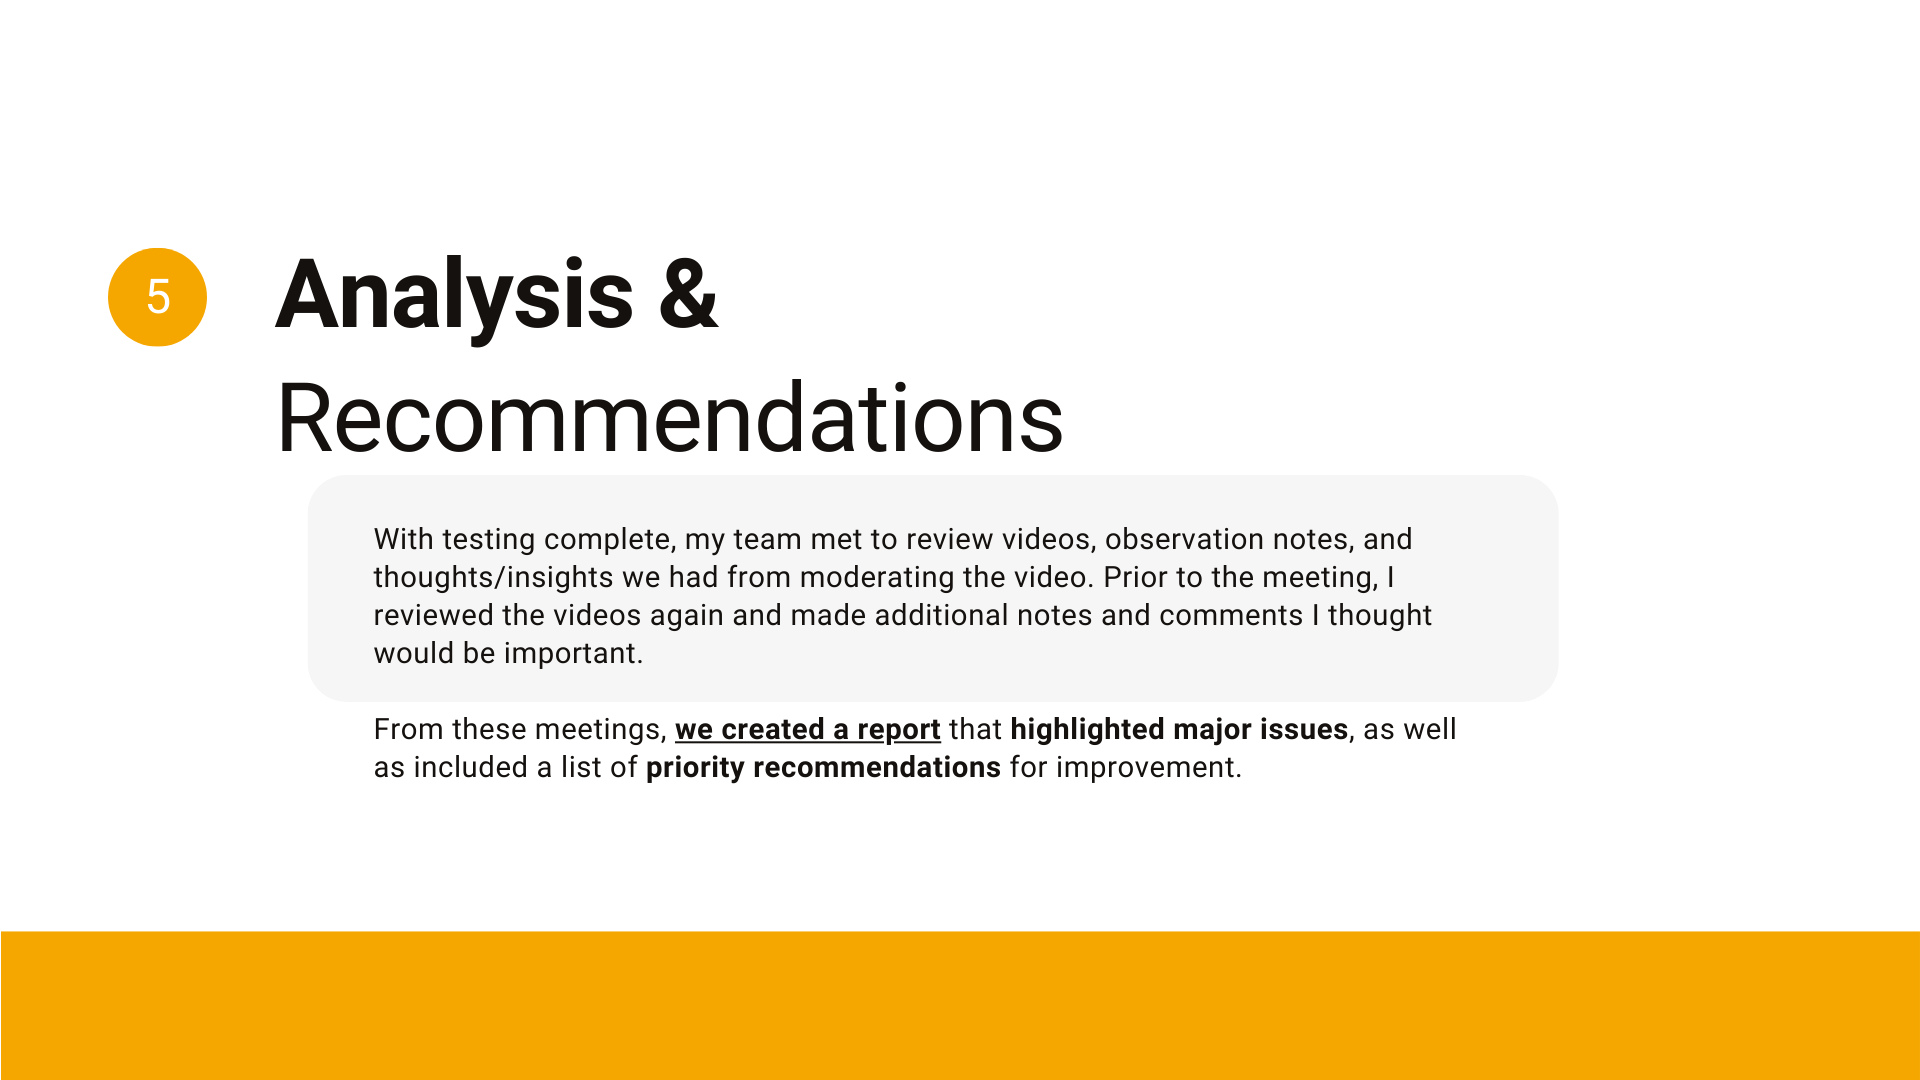 5
Analysis &
Recommendations
With testing complete, my team met to review videos, observation notes, and
thoughts/insights we had from moderating the video. Prior to the meeting, I
reviewed the videos again and made additional notes and comments I thought
would be important.
From these meetings, we created a report that highlighted major issues, as well
as included a list of priority recommendations for improvement.